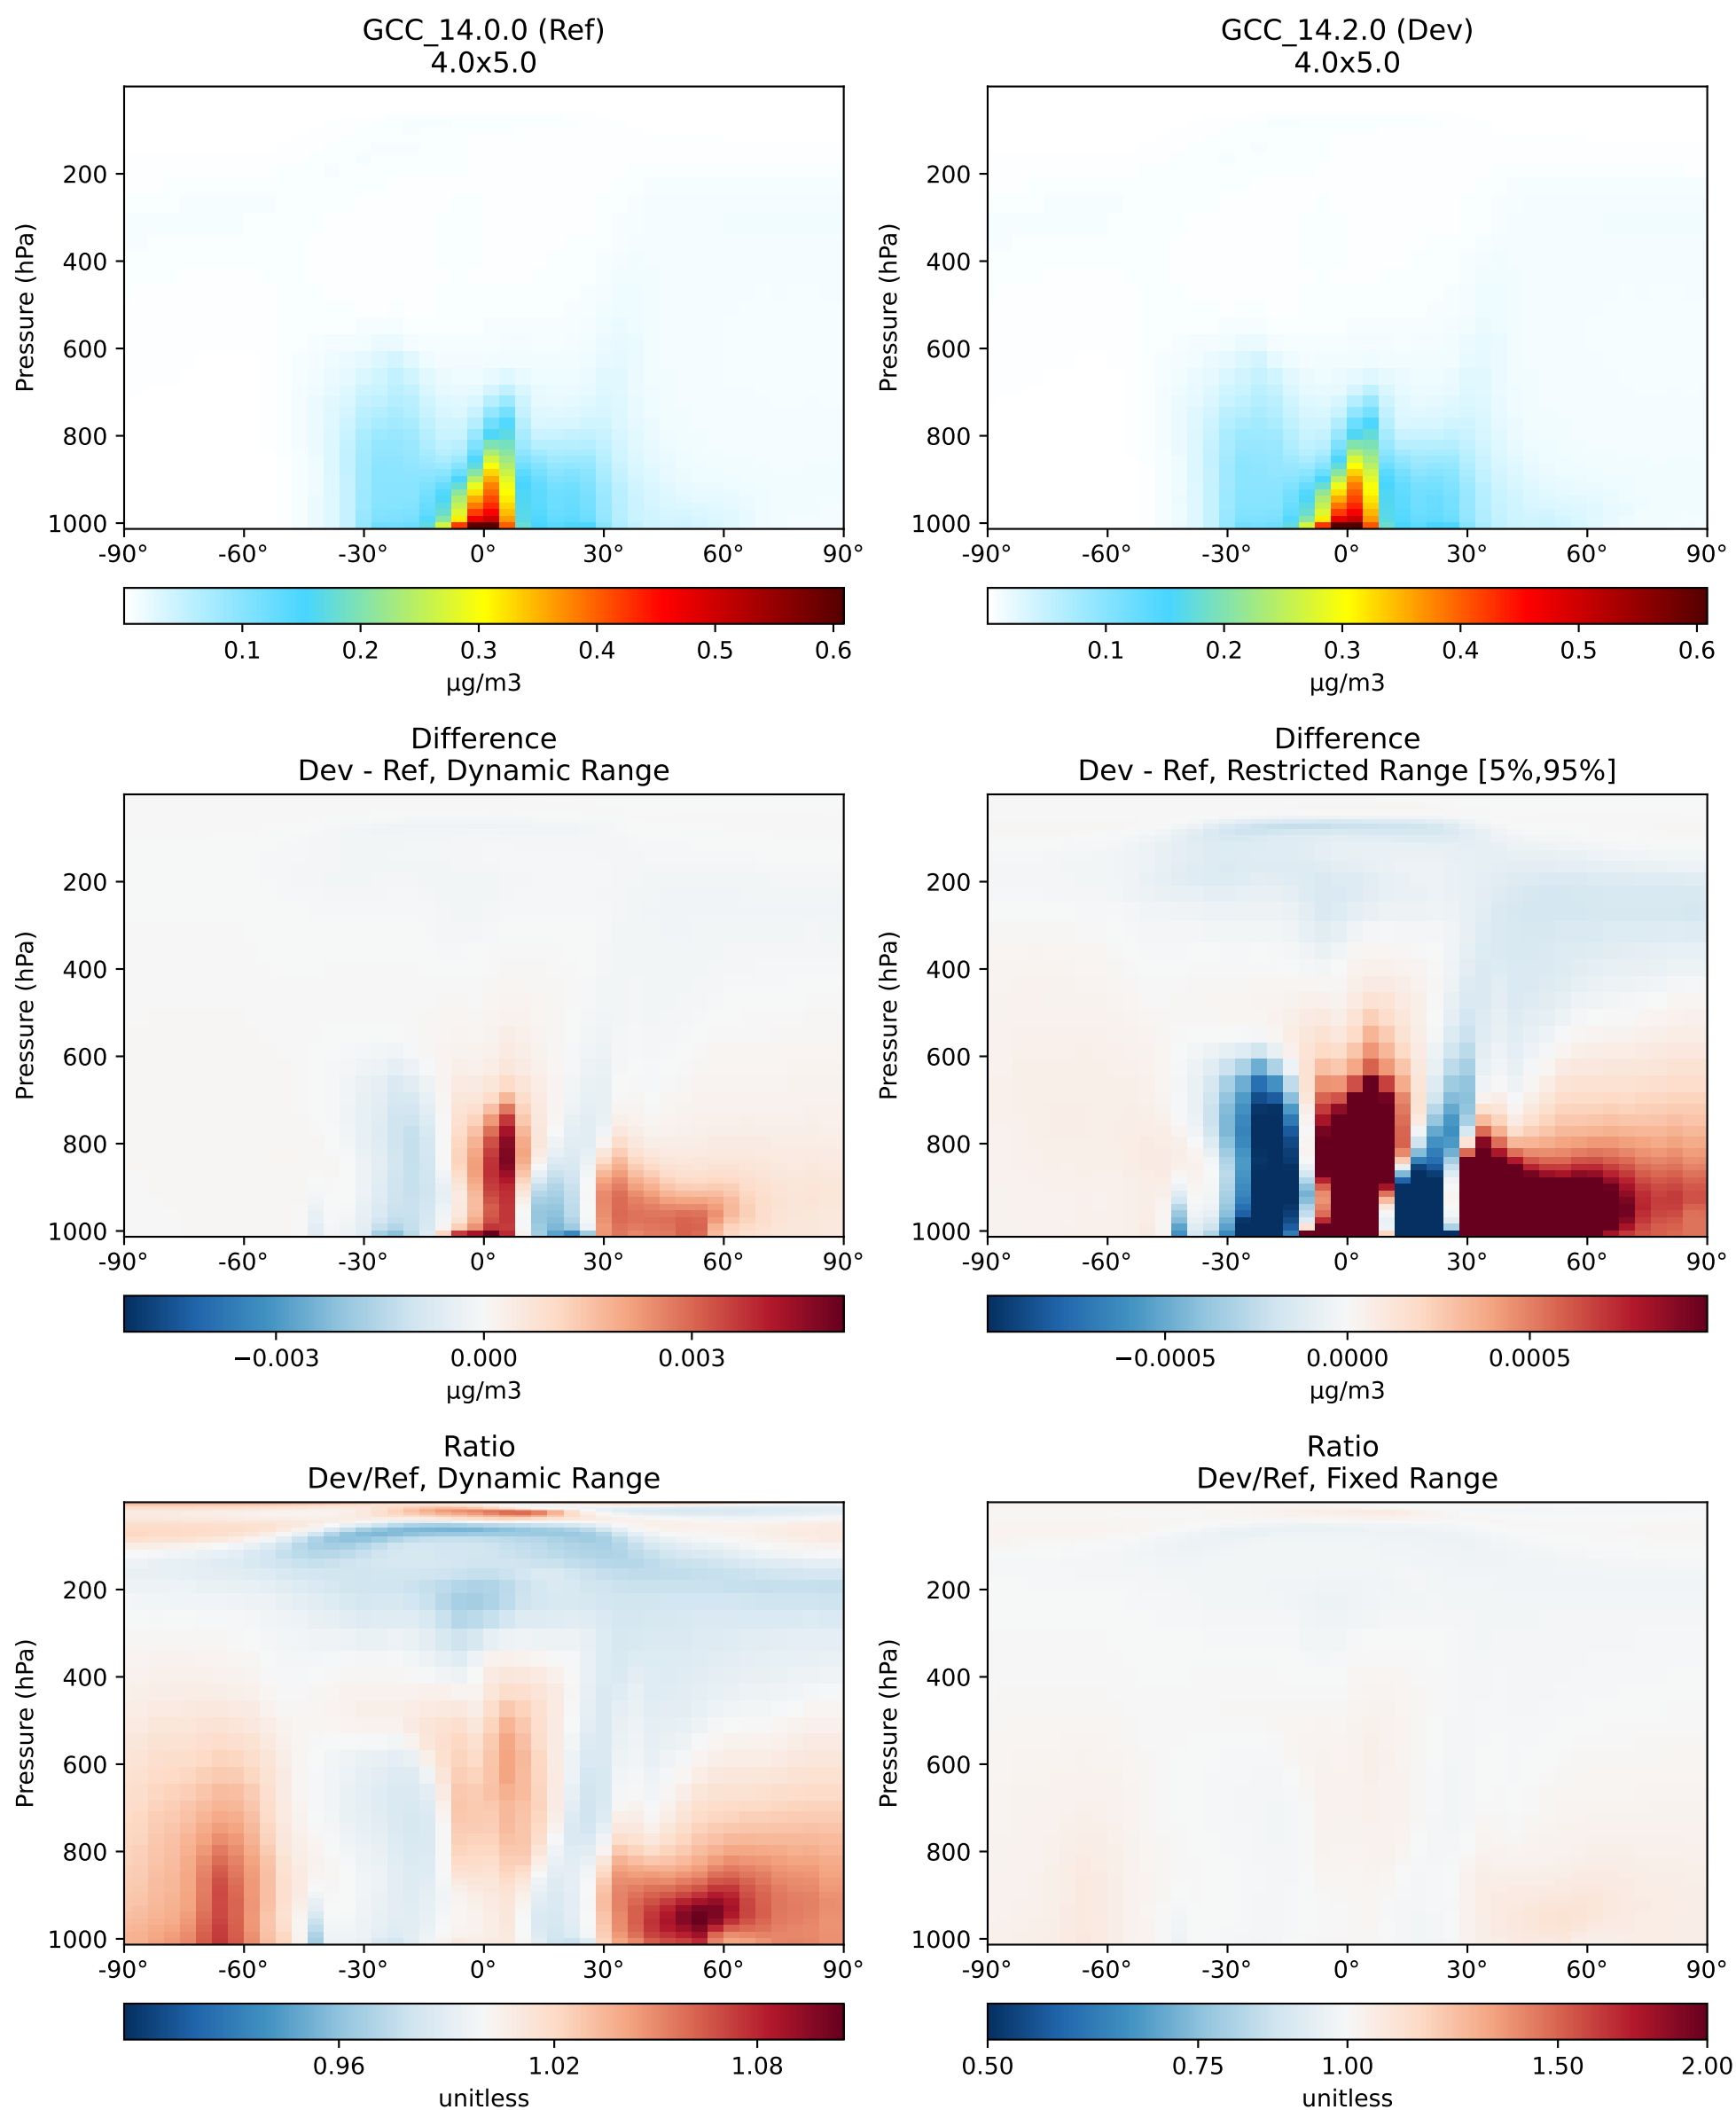 GCC_14.0.0 (Ref)
4.0x5.0
Pressure (hPa)
200
400
600
800
1000
-90° -60° -30° 0° 30° 60° 90°
0.1 0.2 0.3 0.4 0.5 0.6
μg/m3
GCC_14.2.0 (Dev)
4.0x5.0
Pressure (hPa)
200
400
600
800
1000
-90° -60° -30° 0° 30° 60° 90°
0.1 0.2 0.3 0.4 0.5 0.6
μg/m3
Difference
Dev - Ref, Dynamic Range
Pressure (hPa)
200
400
600
800
1000
-90° -60° -30° 0° 30° 60° 90°
−0.003 0.000 0.003
μg/m3
Difference
Dev - Ref, Restricted Range [5%,95%]
Pressure (hPa)
200
400
600
800
1000
-90° -60° -30° 0° 30° 60° 90°
−0.0005 0.0000 0.0005
μg/m3
Ratio
Dev/Ref, Dynamic Range
Pressure (hPa)
200
400
600
800
1000
-90° -60° -30° 0° 30° 60° 90°
0.96 1.02 1.08
unitless
Ratio
Dev/Ref, Fixed Range
Pressure (hPa)
200
400
600
800
1000
-90° -60° -30° 0° 30° 60° 90°
0.50 0.75 1.00 1.50 2.00
unitless